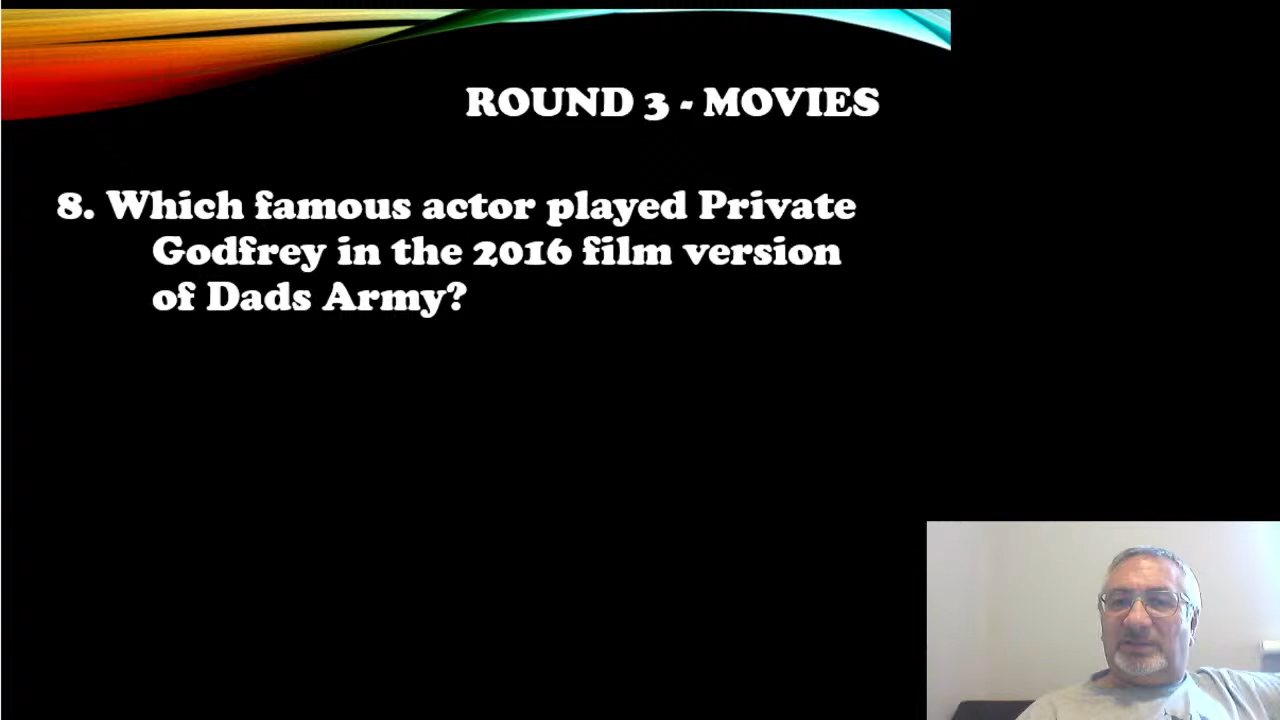 ROUND 3 - MOVIES
8. Which famous actor played Private
Godfrey in the 2016 film version
of Dads Army?